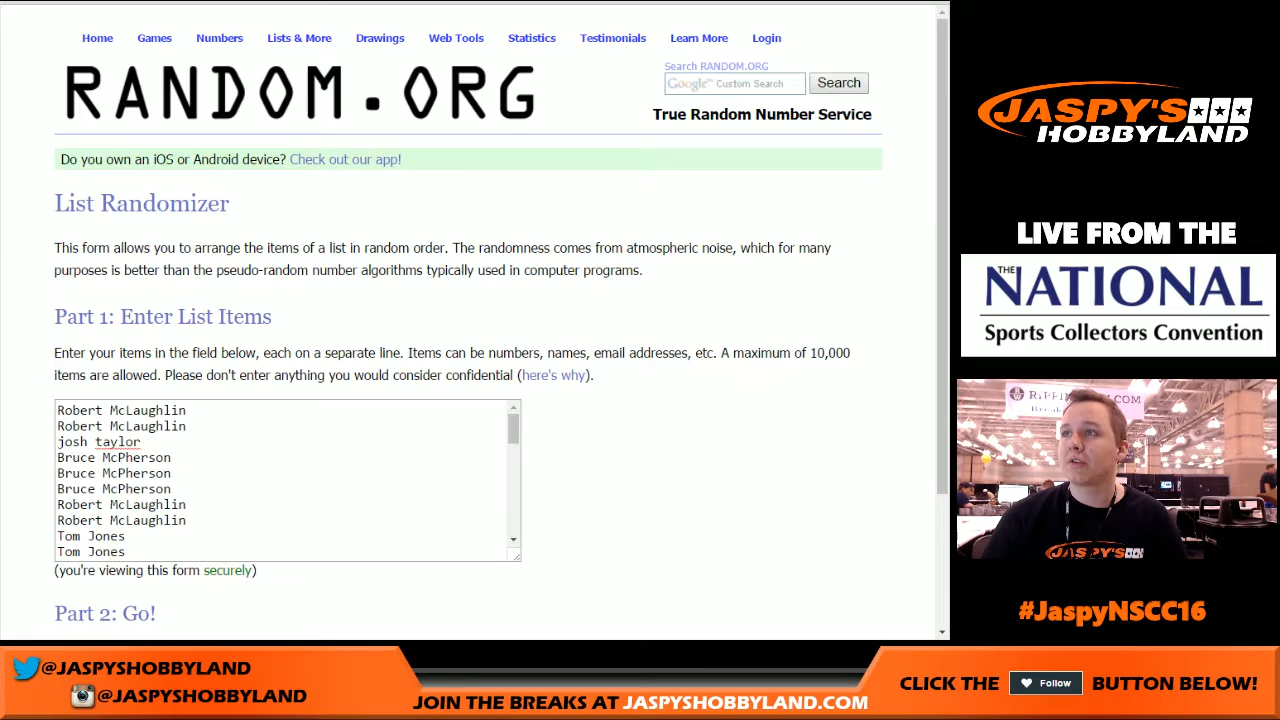 Home Games Numbers Lists & More Drawings Web Tools Statistics Testimonials Learn More Login
RANDOM.ORG
Search RANDOM.ORG
Google™ Custom Search Search
True Random Number Service
Do you own an iOS or Android device? Check out our app!
List Randomizer
This form allows you to arrange the items of a list in random order. The randomness comes from atmospheric noise, which for many
purposes is better than the pseudo-random number algorithms typically used in computer programs.
Part 1: Enter List Items
Enter your items in the field below, each on a separate line. Items can be numbers, names, email addresses, etc. A maximum of 10,000
items are allowed. Please don't enter anything you would consider confidential (here's why).
Robert McLaughlin
Robert McLaughlin
josh taylor
Bruce McPherson
Bruce McPherson
Bruce McPherson
Robert McLaughlin
Robert McLaughlin
Tom Jones
Tom Jones
(you're viewing this form securely)
Part 2: Go!
JASPY'S
HOBBYLAND
LIVE FROM THE
THE NATIONAL
Sports Collectors Convention
JASPY'S
#JaspyNSCC16
@JASPYSHOBBYLAND
@JASPYSHOBBYLAND
JOIN THE BREAKS AT JASPYSHOBBYLAND.COM
CLICK THE Follow BUTTON BELOW!